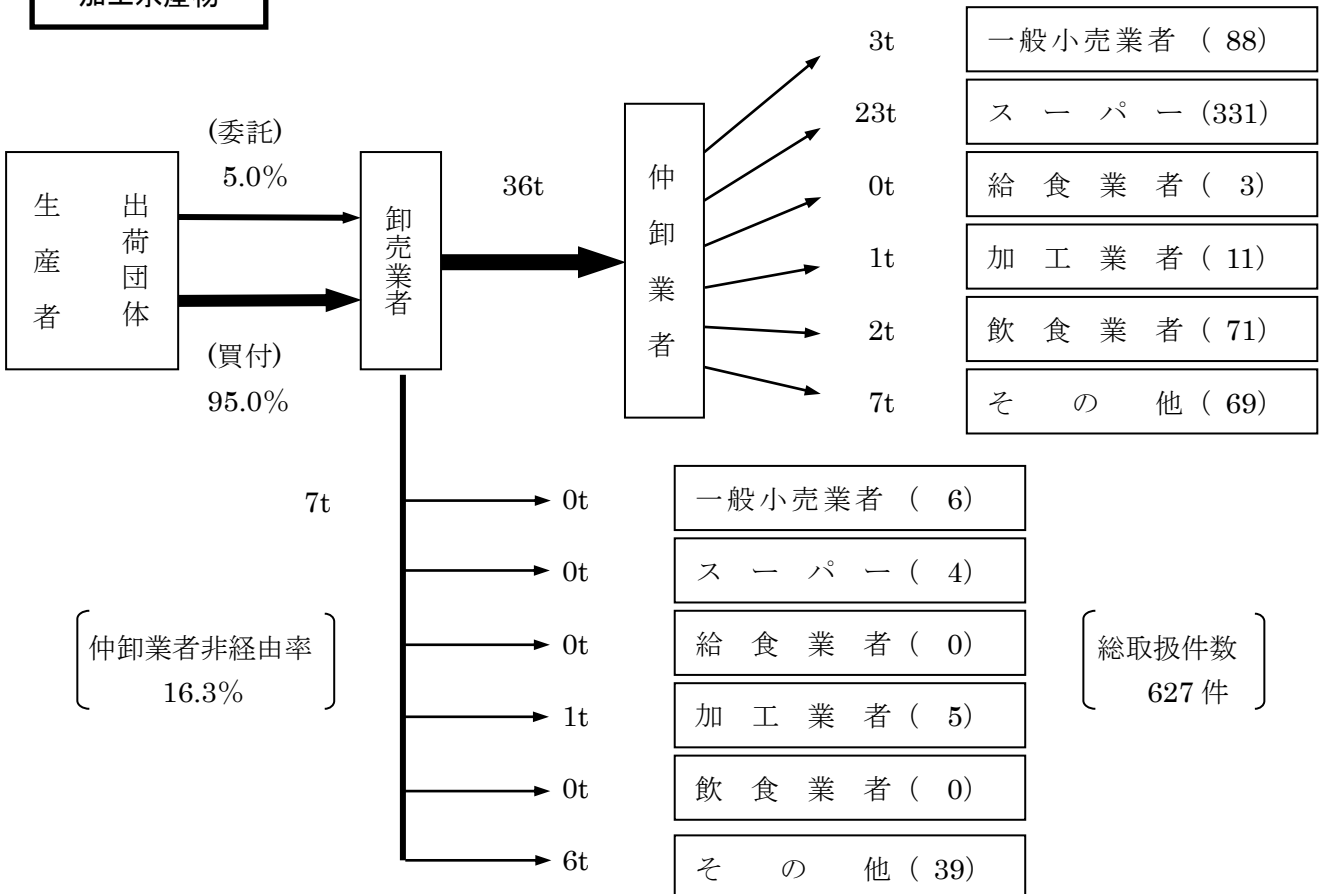 加工水産物
生産者 出荷団体
(委託)
5.0%
(買付)
95.0%
卸売業者
36t
仲卸業者
3t 一般小売業者 ( 88)
23t スーパー (331)
0t 給食業者 ( 3)
1t 加工業者 ( 11)
2t 飲食業者 ( 71)
7t その他 ( 69)
7t
0t 一般小売業者 ( 6)
0t スーパー ( 4)
0t 給食業者 ( 0)
1t 加工業者 ( 5)
0t 飲食業者 ( 0)
6t その他 ( 39)
仲卸業者非経由率
16.3%
総取扱件数
627 件